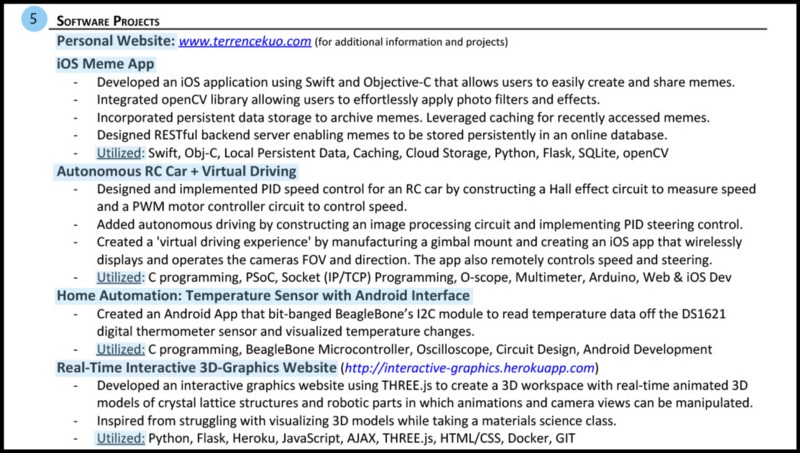 5 SOFTWARE PROJECTS
Personal Website: www.terrencekuo.com (for additional information and projects)
iOS Meme App
- Developed an iOS application using Swift and Objective-C that allows users to easily create and share memes.
- Integrated openCV library allowing users to effortlessly apply photo filters and effects.
- Incorporated persistent data storage to archive memes. Leveraged caching for recently accessed memes.
- Designed RESTful backend server enabling memes to be stored persistently in an online database.
- Utilized: Swift, Obj-C, Local Persistent Data, Caching, Cloud Storage, Python, Flask, SQLite, openCV
Autonomous RC Car + Virtual Driving
- Designed and implemented PID speed control for an RC car by constructing a Hall effect circuit to measure speed
and a PWM motor controller circuit to control speed.
- Added autonomous driving by constructing an image processing circuit and implementing PID steering control.
- Created a 'virtual driving experience' by manufacturing a gimbal mount and creating an iOS app that wirelessly
displays and operates the cameras FOV and direction. The app also remotely controls speed and steering.
- Utilized: C programming, PSoC, Socket (IP/TCP) Programming, O-scope, Multimeter, Arduino, Web & iOS Dev
Home Automation: Temperature Sensor with Android Interface
- Created an Android App that bit-banged BeagleBone’s I2C module to read temperature data off the DS1621
digital thermometer sensor and visualized temperature changes.
- Utilized: C programming, BeagleBone Microcontroller, Oscilloscope, Circuit Design, Android Development
Real-Time Interactive 3D-Graphics Website (http://interactive-graphics.herokuapp.com)
- Developed an interactive graphics website using THREE.js to create a 3D workspace with real-time animated 3D
models of crystal lattice structures and robotic parts in which animations and camera views can be manipulated.
- Inspired from struggling with visualizing 3D models while taking a materials science class.
- Utilized: Python, Flask, Heroku, JavaScript, AJAX, THREE.js, HTML/CSS, Docker, GIT